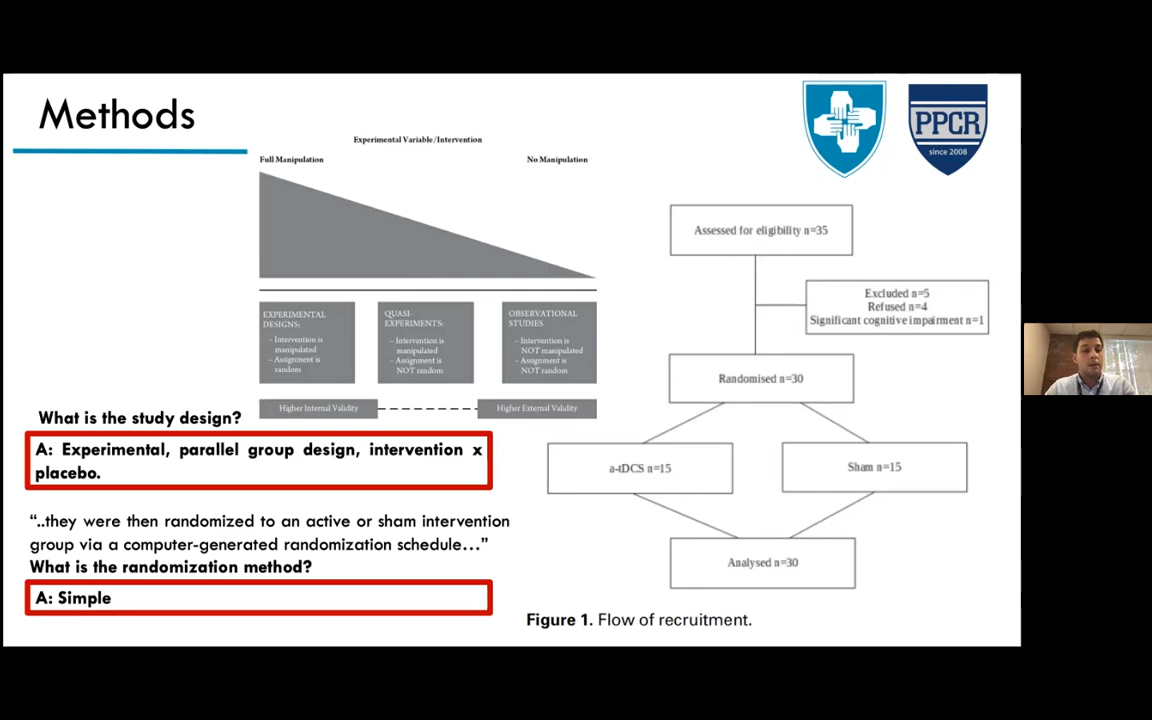 Methods
PPCR
since 2008
Experimental Variable/Intervention
Full Manipulation
No Manipulation
EXPERIMENTAL
DESIGNS:
– Intervention is
manipulated
– Assignment is
random
QUASI-
EXPERIMENTS:
– Intervention is
manipulated
– Assignment is
NOT random
OBSERVATIONAL
STUDIES
– Intervention is
NOT manipulated
– Assignment is
NOT random
Higher Internal Validity
Higher External Validity
What is the study design?
A: Experimental, parallel group design, intervention x
placebo.
“..they were then randomized to an active or sham intervention
group via a computer-generated randomization schedule…”
What is the randomization method?
A: Simple
Assessed for eligibility n=35
Excluded n=5
Refused n=4
Significant cognitive impairment n=1
Randomised n=30
a-tDCS n=15
Sham n=15
Analysed n=30
Figure 1. Flow of recruitment.